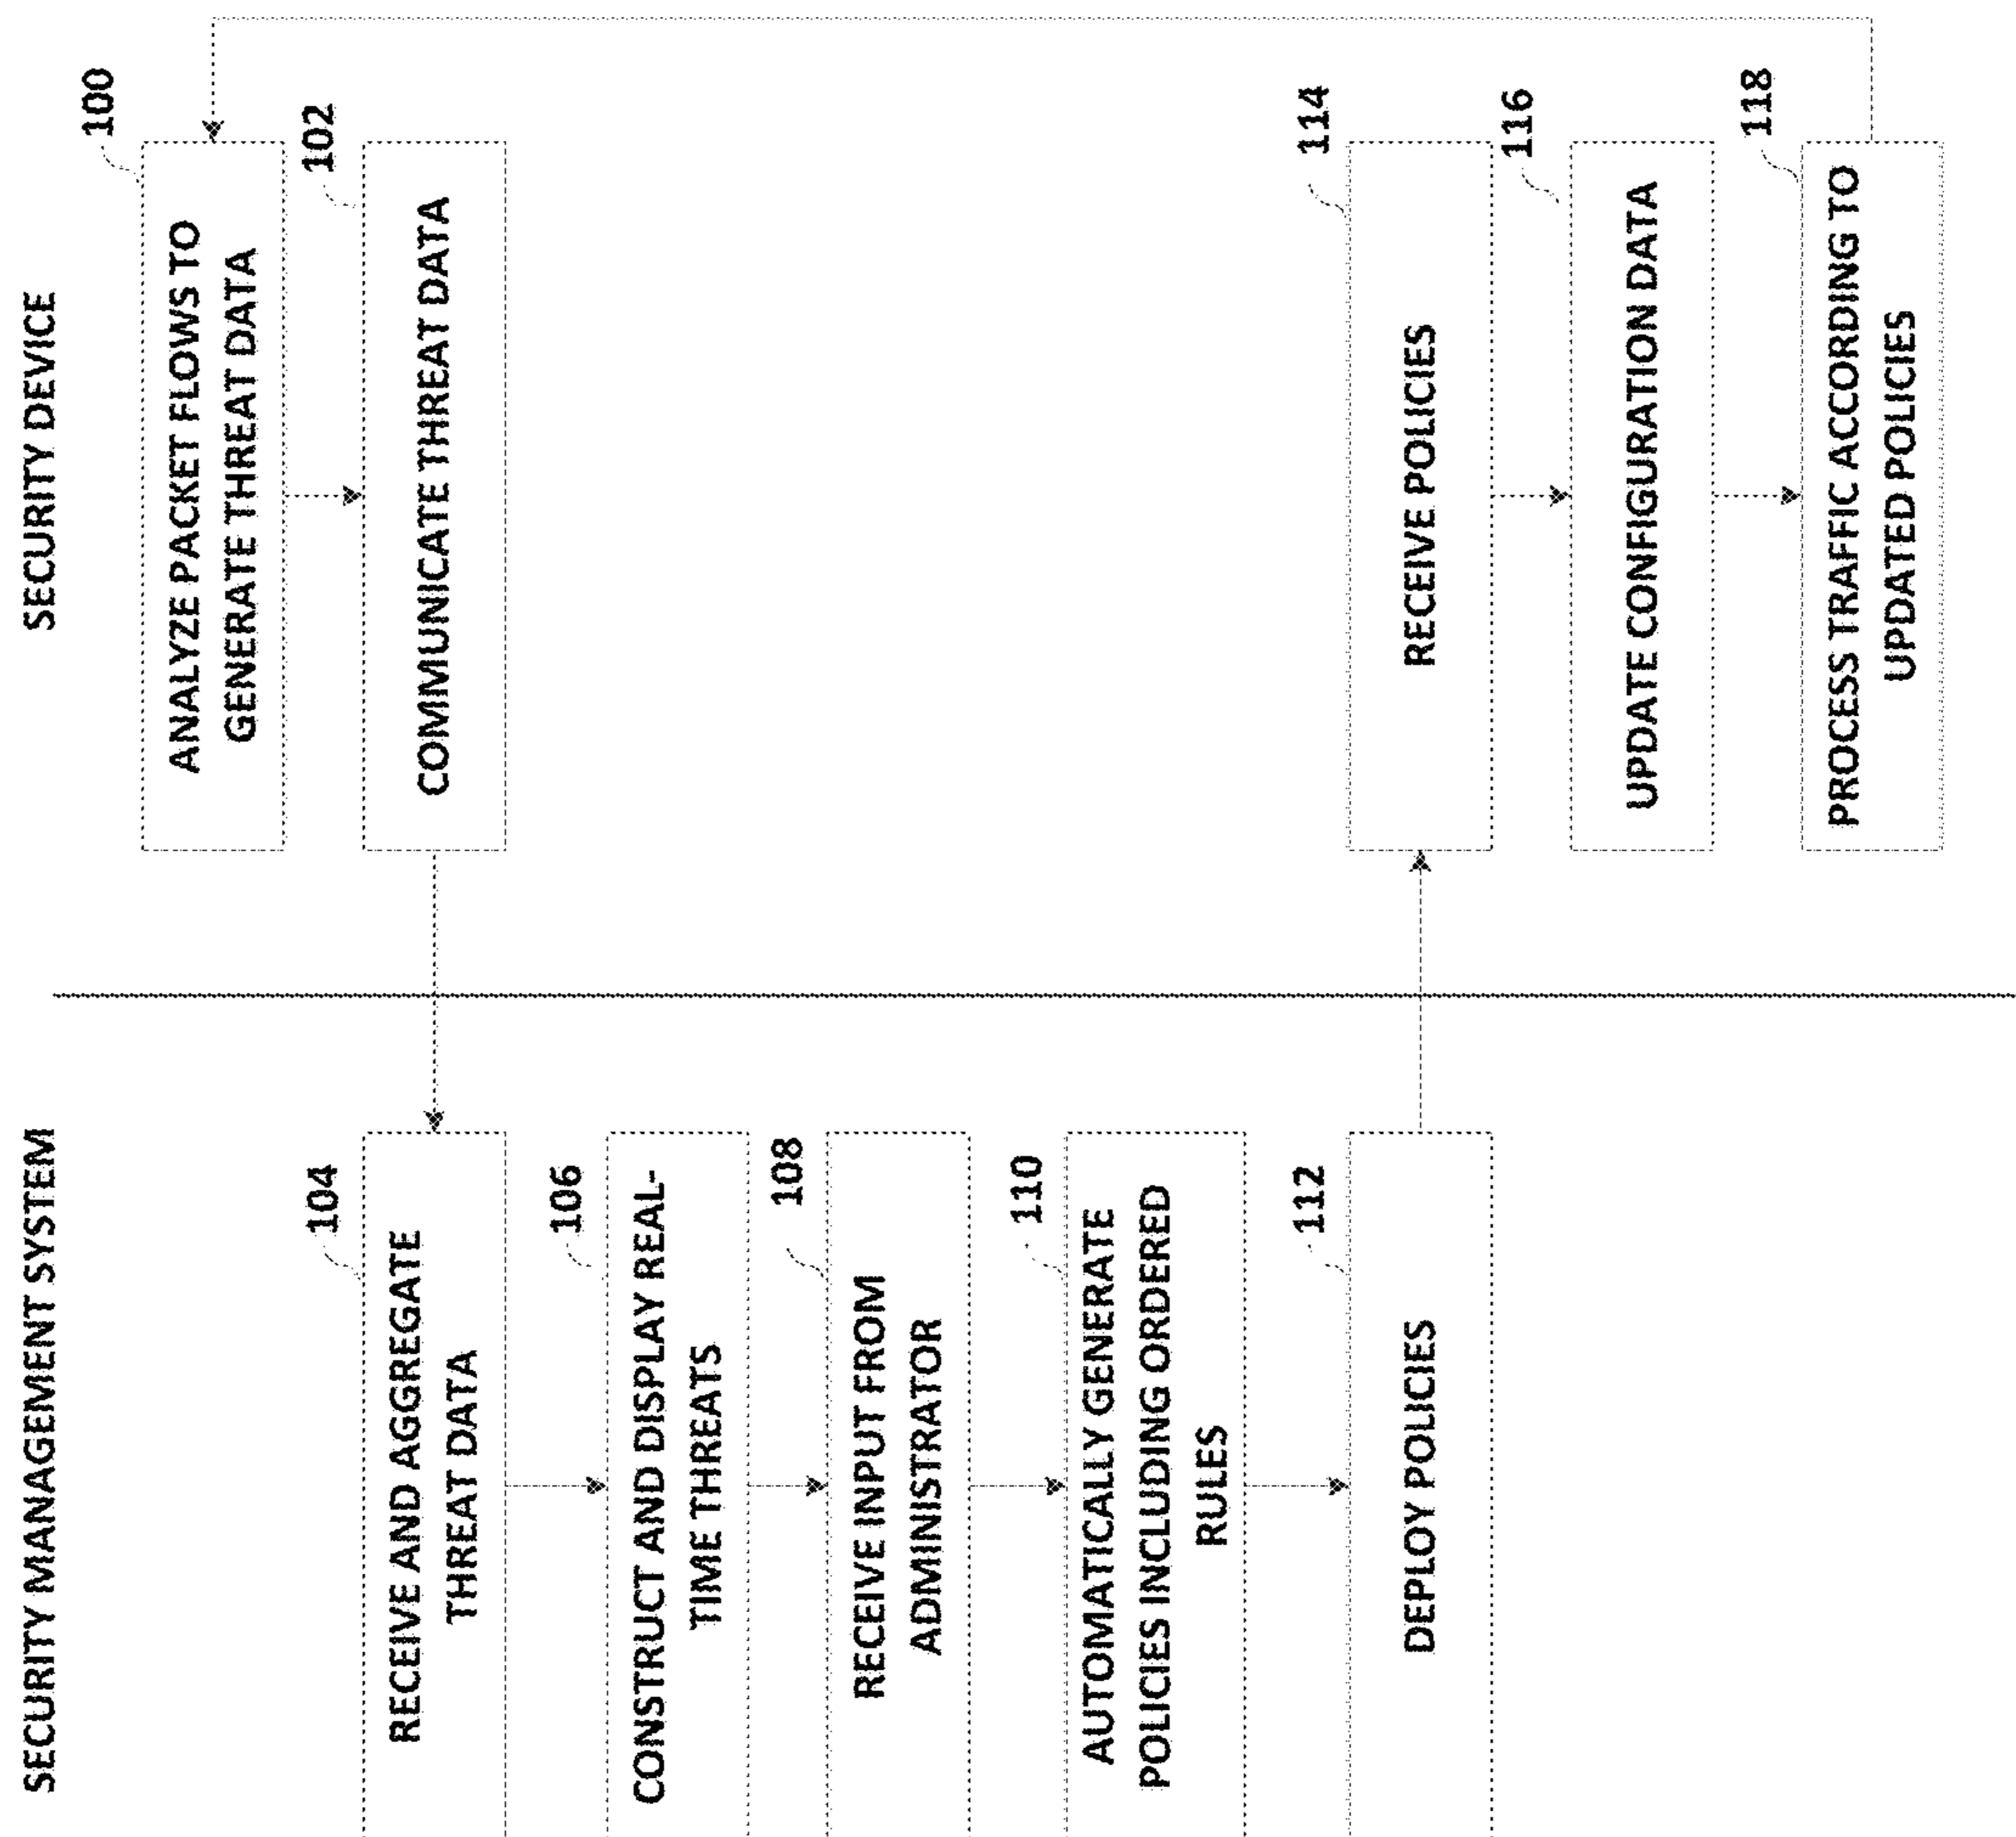 SECURITY MANAGEMENT SYSTEM
SECURITY DEVICE
100
ANALYZE PACKET FLOWS TO
GENERATE THREAT DATA
102
COMMUNICATE THREAT DATA
104
RECEIVE AND AGGREGATE
THREAT DATA
106
CONSTRUCT AND DISPLAY REAL-
TIME THREATS
108
RECEIVE INPUT FROM
ADMINISTRATOR
110
AUTOMATICALLY GENERATE
POLICIES INCLUDING ORDERED
RULES
112
DEPLOY POLICIES
114
RECEIVE POLICIES
116
UPDATE CONFIGURATION DATA
118
PROCESS TRAFFIC ACCORDING TO
UPDATED POLICIES